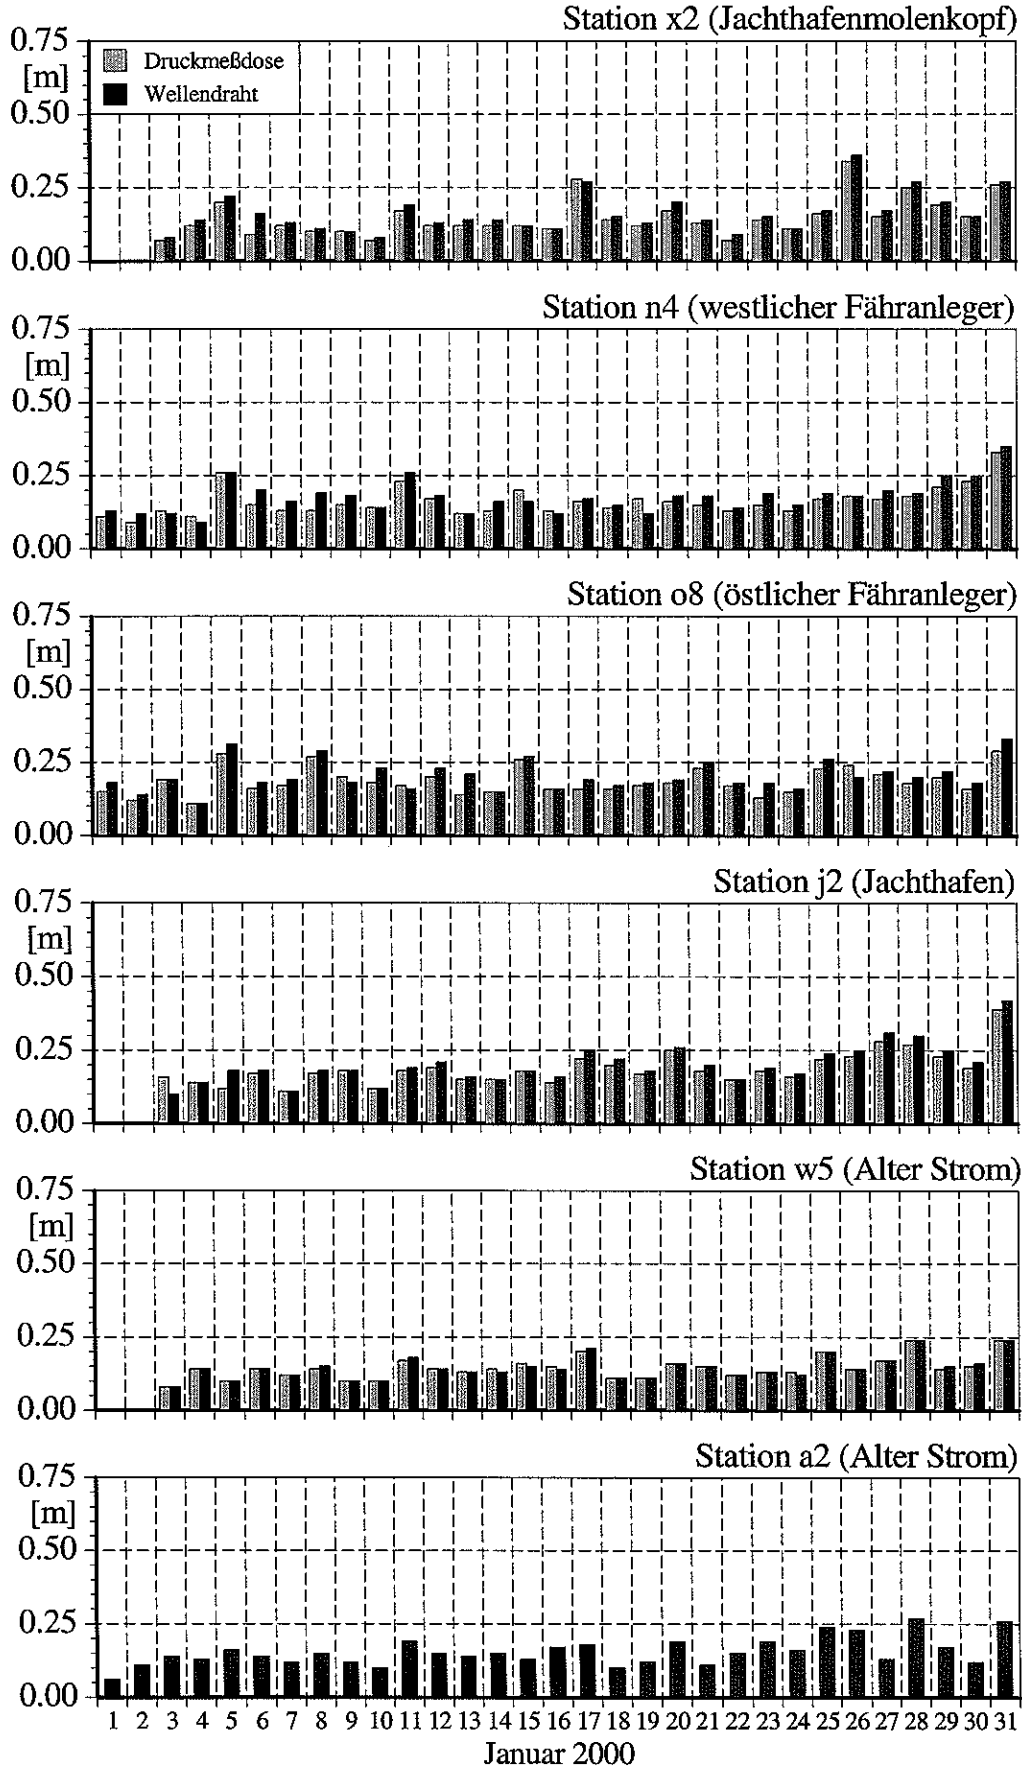 Station x2 (Jachthafenmolenkopf)
0.75
[m]
0.50
0.25
0.00
Druckmeßdose
Wellendraht
Station n4 (westlicher Fähranleger)
0.75
[m]
0.50
0.25
0.00
Station o8 (östlicher Fähranleger)
0.75
[m]
0.50
0.25
0.00
Station j2 (Jachthafen)
0.75
[m]
0.50
0.25
0.00
Station w5 (Alter Strom)
0.75
[m]
0.50
0.25
0.00
Station a2 (Alter Strom)
0.75
[m]
0.50
0.25
0.00
1 2 3 4 5 6 7 8 9 10 11 12 13 14 15 16 17 18 19 20 21 22 23 24 25 26 27 28 29 30 31
Januar 2000